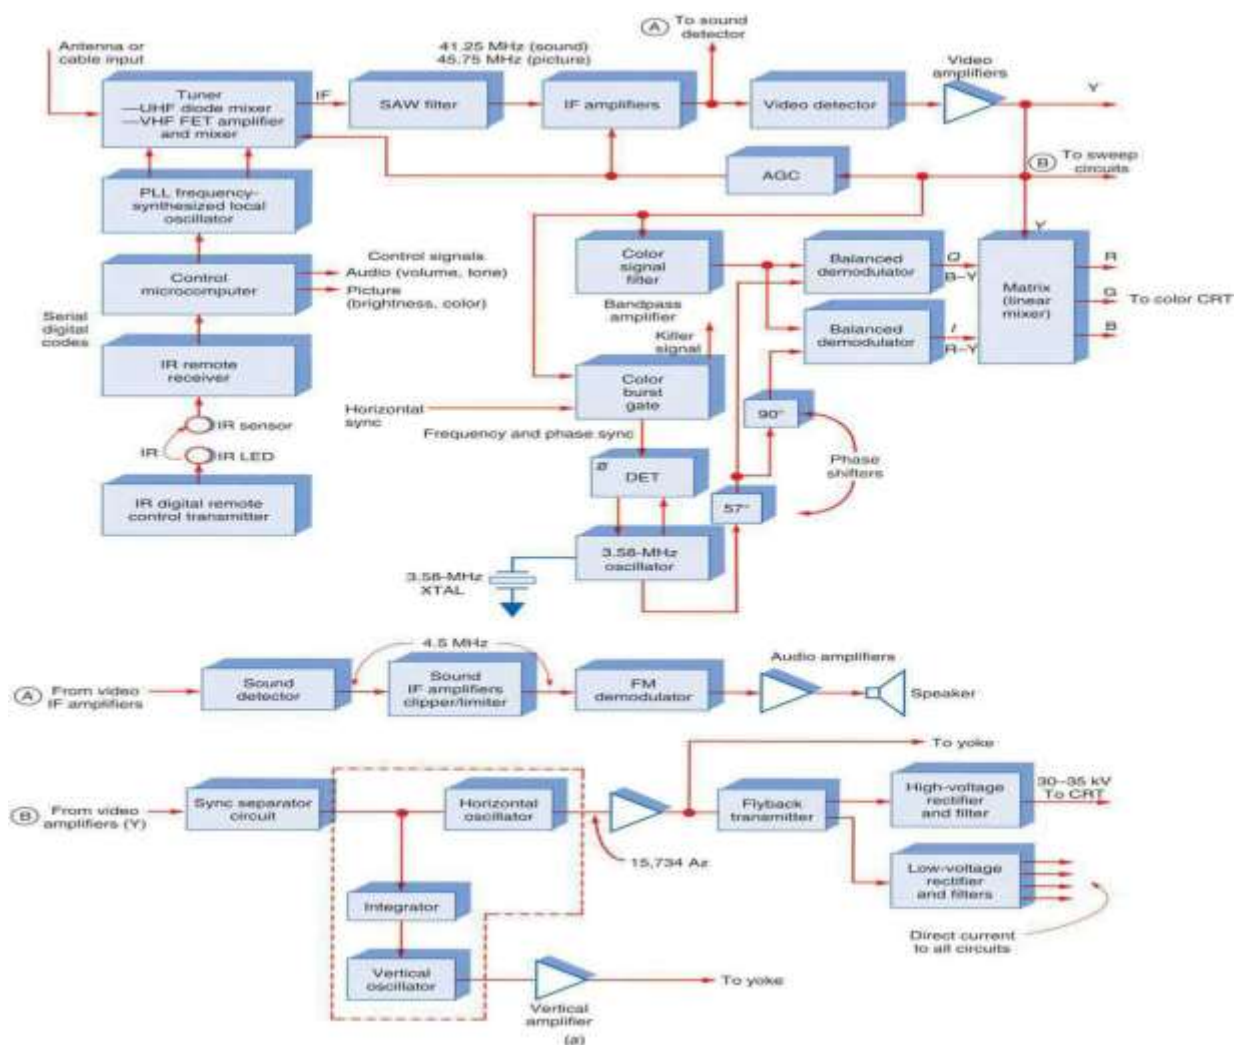 Antenna or
cable input
Tuner
—UHF diode mixer
—VHF FET amplifier
and mixer
IF
SAW filter
41.25 MHz (sound)
45.75 MHz (picture)
IF amplifiers
A
To sound
detector
Video detector
Video
amplifiers
Y
AGC
B
To sweep
circuits
PLL frequency-
synthesized local
oscillator
Control
microcomputer
Control signals
Audio (volume, tone)
Picture
(brightness, color)
Serial
digital
codes
IR remote
receiver
IR sensor
IR
IR LED
IR digital remote
control transmitter
Color
signal
filter
Bandpass
amplifier
Killer
signal
Balanced
demodulator
Q
B–Y
Balanced
demodulator
I
R–Y
Y
Matrix
(linear
mixer)
R
G
B
To color CRT
Color
burst
gate
Horizontal
sync
Frequency and phase sync
ø
DET
90°
57°
Phase
shifters
3.58-MHz
oscillator
3.58-MHz
XTAL
A
From video
IF amplifiers
Sound
detector
4.5 MHz
Sound
IF amplifiers
clipper/limiter
FM
demodulator
Audio amplifiers
Speaker
B
From video
amplifiers (Y)
Sync separator
circuit
Horizontal
oscillator
15,734 Az
To yoke
Flyback
transmitter
High-voltage
rectifier
and filter
30–35 kV
To CRT
Low-voltage
rectifier
and filters
Direct current
to all circuits
Integrator
Vertical
oscillator
Vertical
amplifier
To yoke
(a)